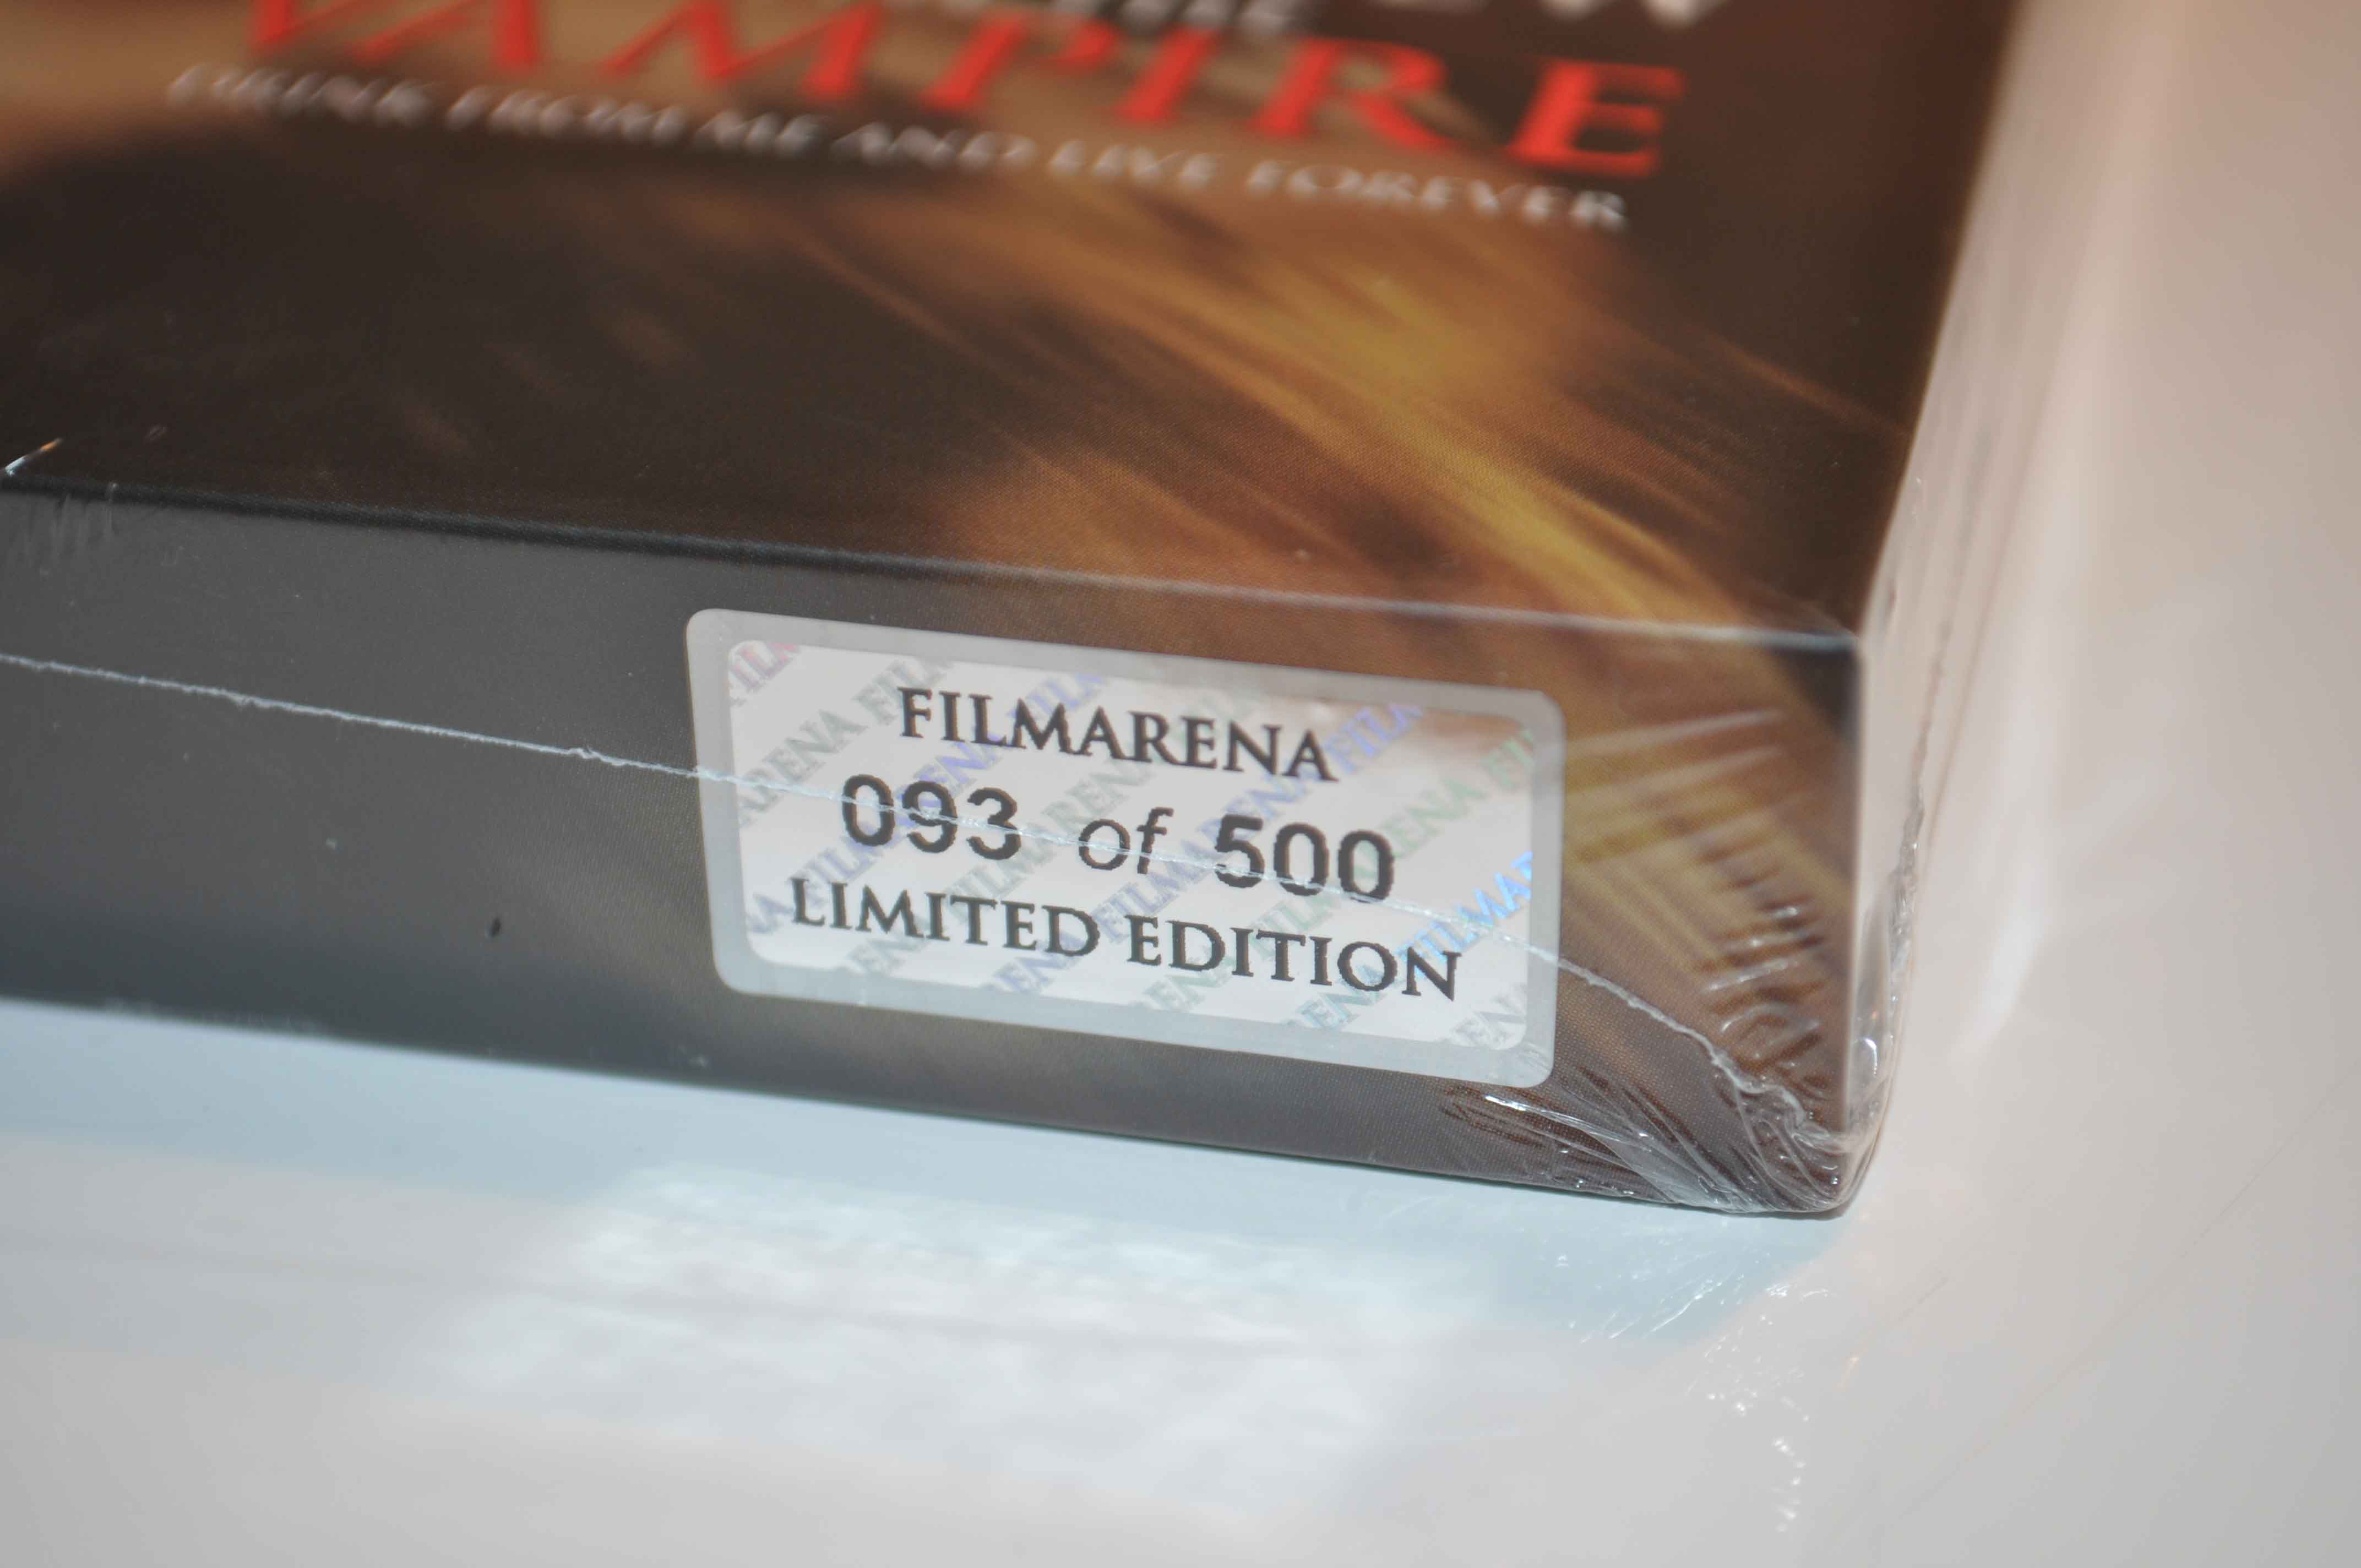 VAMPIRE
DRINK FROM ME AND LIVE FOREVER
FILMARENA
093 of 500
LIMITED EDITION